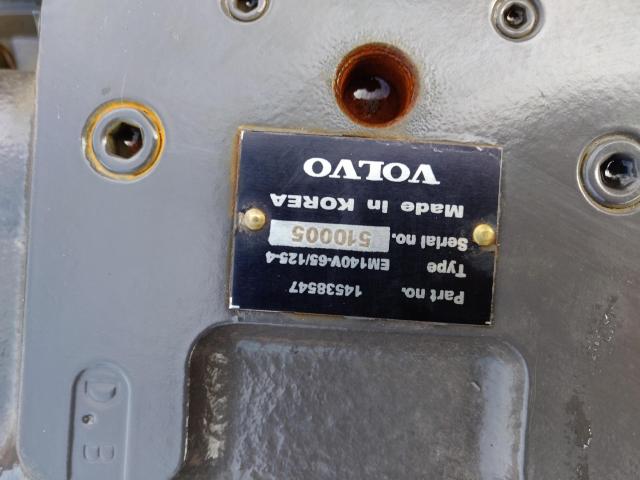 Part no. 14538547
Type EM140V-65/125-4
Serial no. 510005
Made in KOREA
VOLVO
D.B